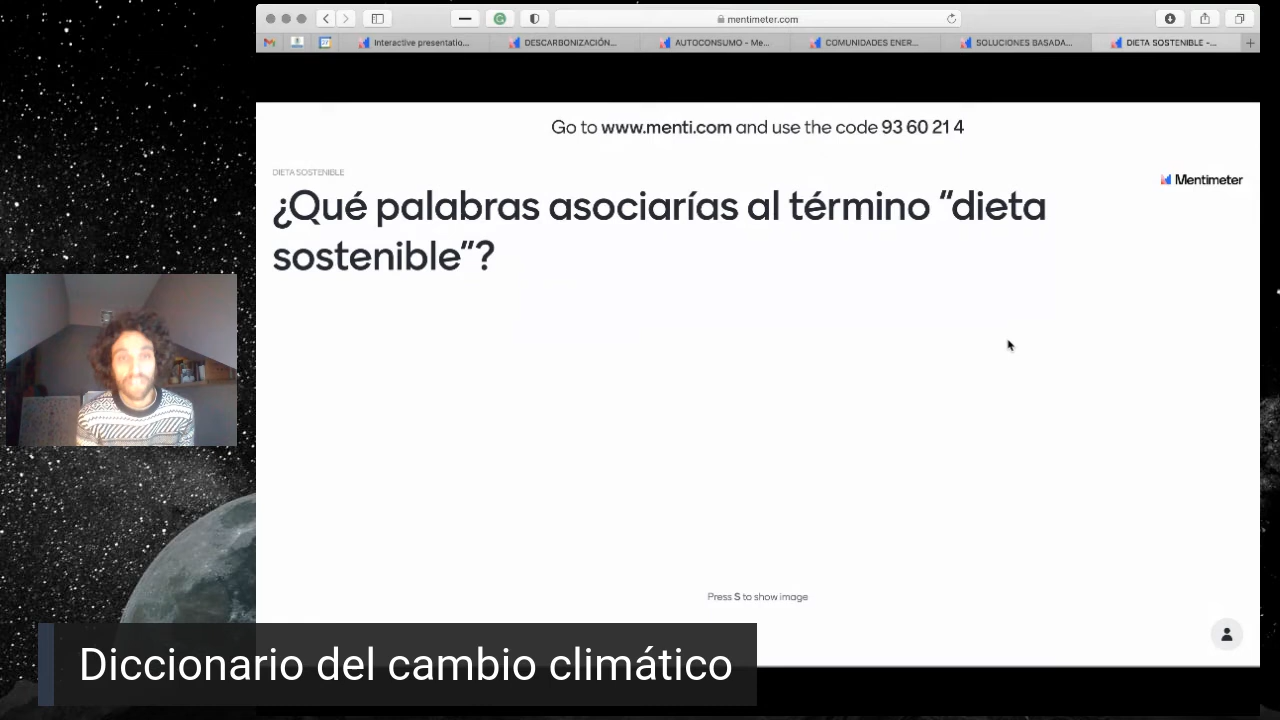 mentimeter.com
Interactive presentatio...
DESCARBONIZACIÓN...
AUTOCONSUMO - Me...
COMUNIDADES ENER...
SOLUCIONES BASADA...
DIETA SOSTENIBLE -...
Go to www.menti.com and use the code 93 60 21 4
DIETA SOSTENIBLE
Mentimeter
¿Qué palabras asociarías al término “dieta
sostenible”?
Press S to show image
Diccionario del cambio climático